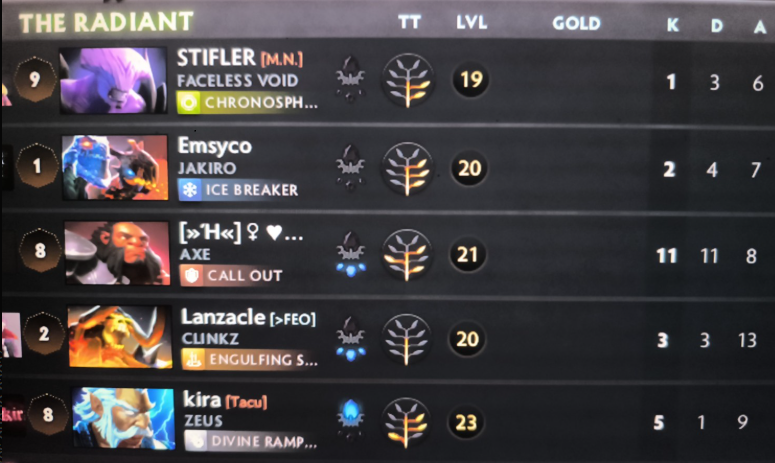 THE RADIANT TT LVL GOLD K D A
9 STIFLER [M.N.] 19 1 3 6
FACELESS VOID
CHRONOSPH...
1 Emsyco 20 2 4 7
JAKIRO
ICE BREAKER
8 [»Ή«] ♀ ♥... 21 11 11 8
AXE
CALL OUT
2 Lanzacle [>FEO] 20 3 3 13
CLINKZ
ENGULFING S...
8 kira [Tacu] 23 5 1 9
ZEUS
DIVINE RAMP...